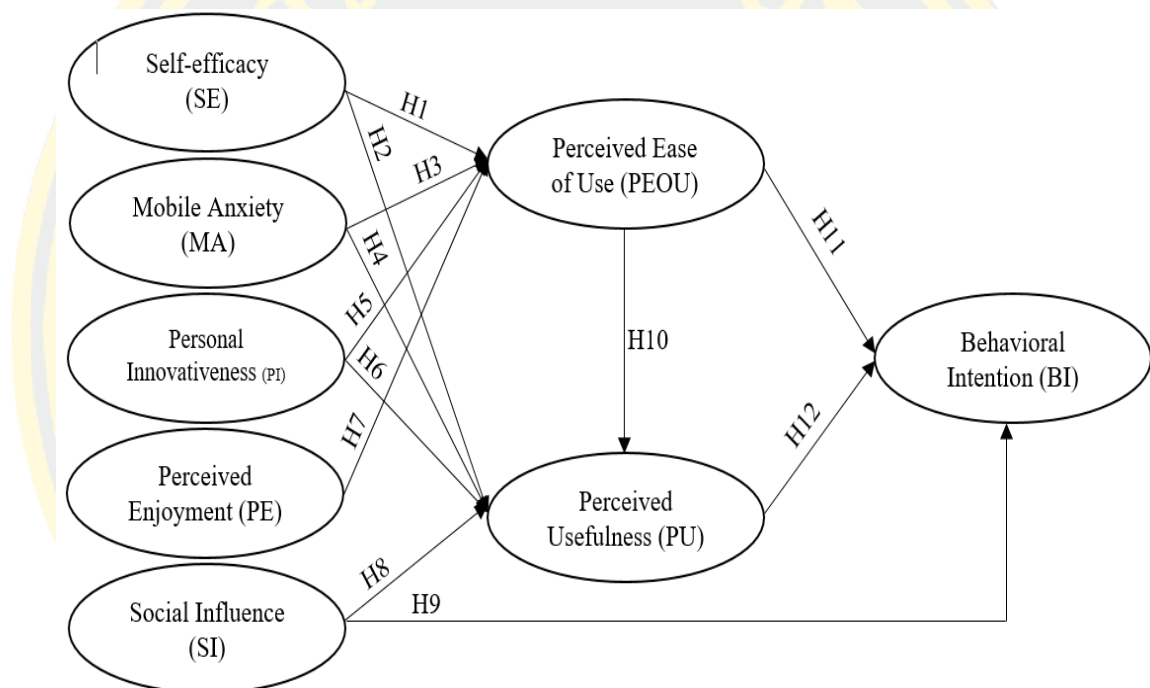 Self-efficacy
(SE)
Mobile Anxiety
(MA)
Personal
Innovativeness (PI)
Perceived
Enjoyment (PE)
Social Influence
(SI)
H1
H2
H3
H4
H5
H6
H7
H8
H9
Perceived Ease
of Use (PEOU)
H10
Perceived
Usefulness (PU)
H11
H12
Behavioral
Intention (BI)